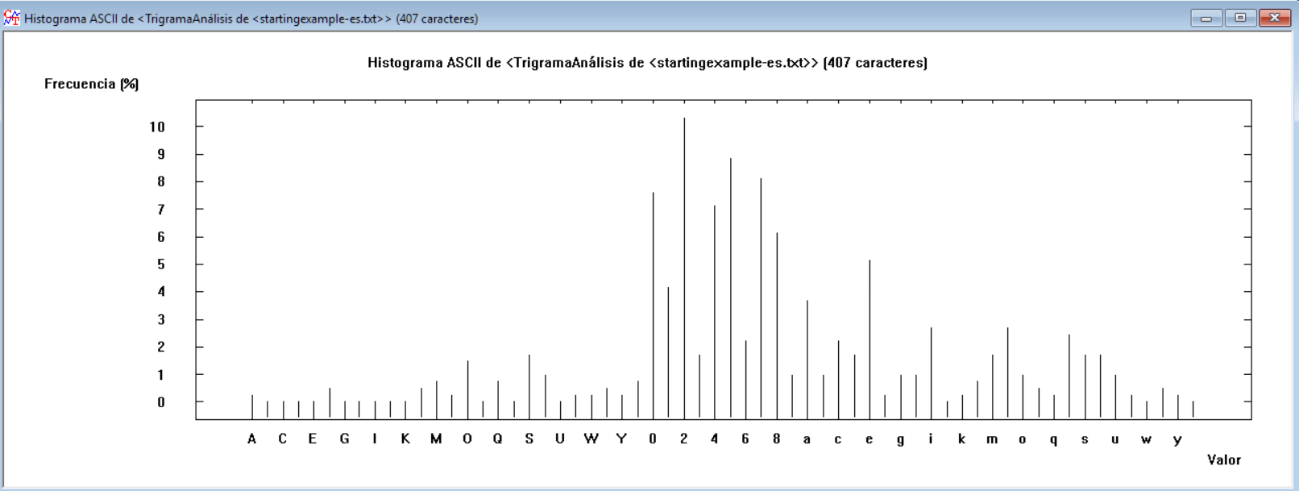 Histograma ASCII de <TrigramaAnálisis de <startingexample-es.txt>> (407 caracteres)
Histograma ASCII de <TrigramaAnálisis de <startingexample-es.txt>> (407 caracteres)
Frecuencia (%)
10
9
8
7
6
5
4
3
2
1
0
A C E G I K M O Q S U W Y 0 2 4 6 8 a c e g i k m o q s u w y
Valor